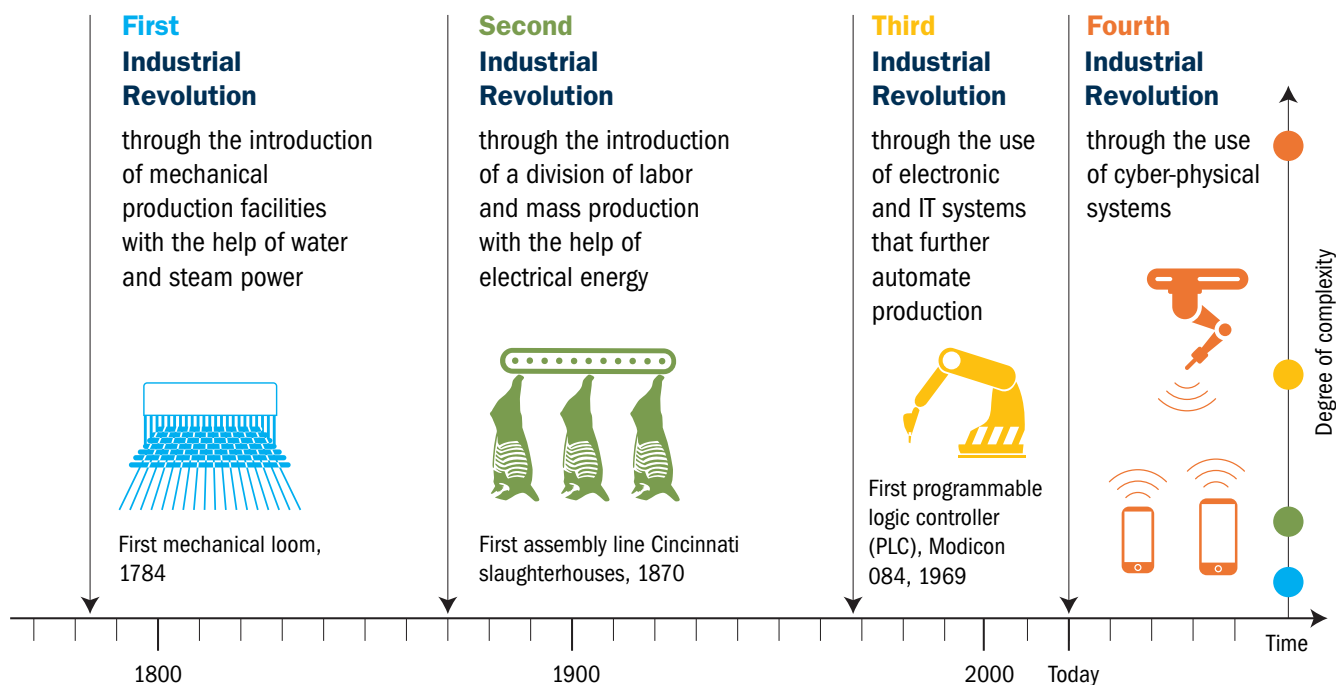 First
Industrial
Revolution
through the introduction
of mechanical
production facilities
with the help of water
and steam power
First mechanical loom,
1784
Second
Industrial
Revolution
through the introduction
of a division of labor
and mass production
with the help of
electrical energy
First assembly line Cincinnati
slaughterhouses, 1870
Third
Industrial
Revolution
through the use
of electronic
and IT systems
that further
automate
production
First programmable
logic controller
(PLC), Modicon
084, 1969
Fourth
Industrial
Revolution
through the use
of cyber-physical
systems
Degree of complexity
Time
1800
1900
2000
Today